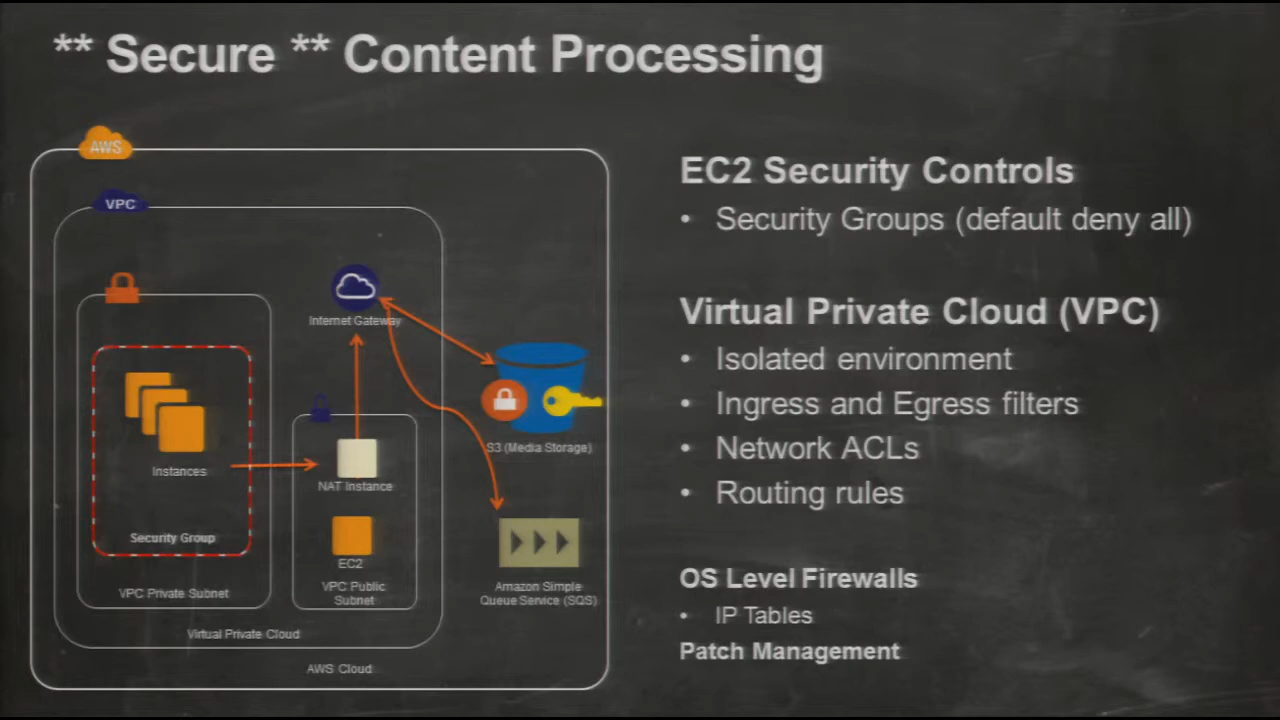 ** Secure ** Content Processing
AWS
VPC
Internet Gateway
Instances
Security Group
VPC Private Subnet
NAT Instance
EC2
VPC Public
Subnet
Virtual Private Cloud
AWS Cloud
S3 (Media Storage)
Amazon Simple
Queue Service (SQS)
EC2 Security Controls
• Security Groups (default deny all)
Virtual Private Cloud (VPC)
• Isolated environment
• Ingress and Egress filters
• Network ACLs
• Routing rules
OS Level Firewalls
• IP Tables
Patch Management